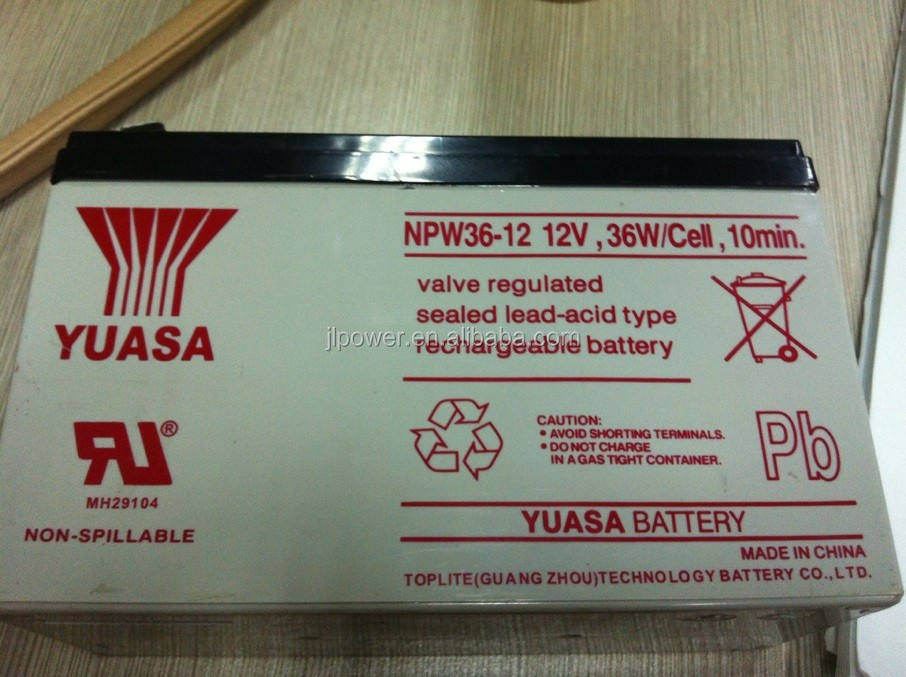 NPW36-12 12V , 36W/Cell , 10min.
valve regulated
sealed lead-acid type
rechargeable battery
jlpower.en.alibaba.com
YUASA
CAUTION:
• AVOID SHORTING TERMINALS.
• DO NOT CHARGE
IN A GAS TIGHT CONTAINER.
Pb
®
MH29104
NON-SPILLABLE
YUASA BATTERY
MADE IN CHINA
TOPLITE(GUANG ZHOU)TECHNOLOGY BATTERY CO.,LTD.